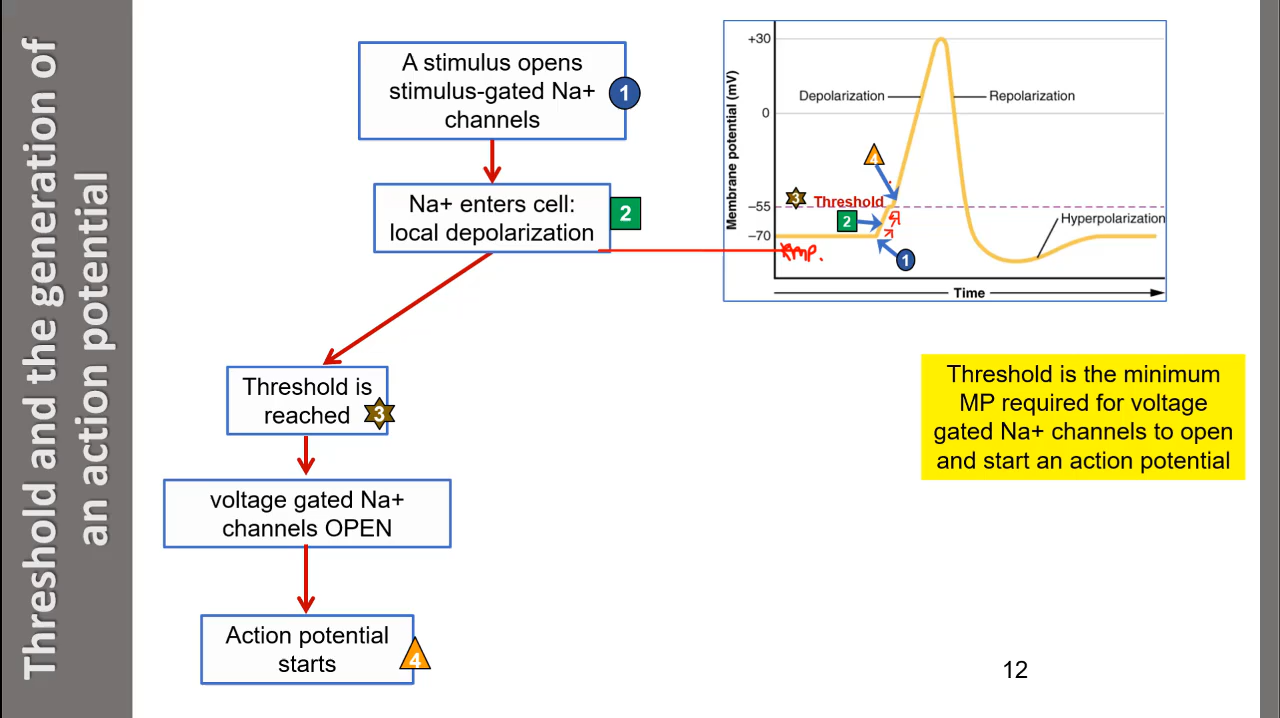 Threshold and the generation of
an action potential
A stimulus opens
stimulus-gated Na+
channels
1
Na+ enters cell:
local depolarization
2
Threshold is
reached
3
voltage gated Na+
channels OPEN
Action potential
starts
4
Membrane potential (mV)
+30
0
–55
–70
Depolarization
Repolarization
4
3
Threshold
2
Hyperpolarization
1
Time
Threshold is the minimum
MP required for voltage
gated Na+ channels to open
and start an action potential
12